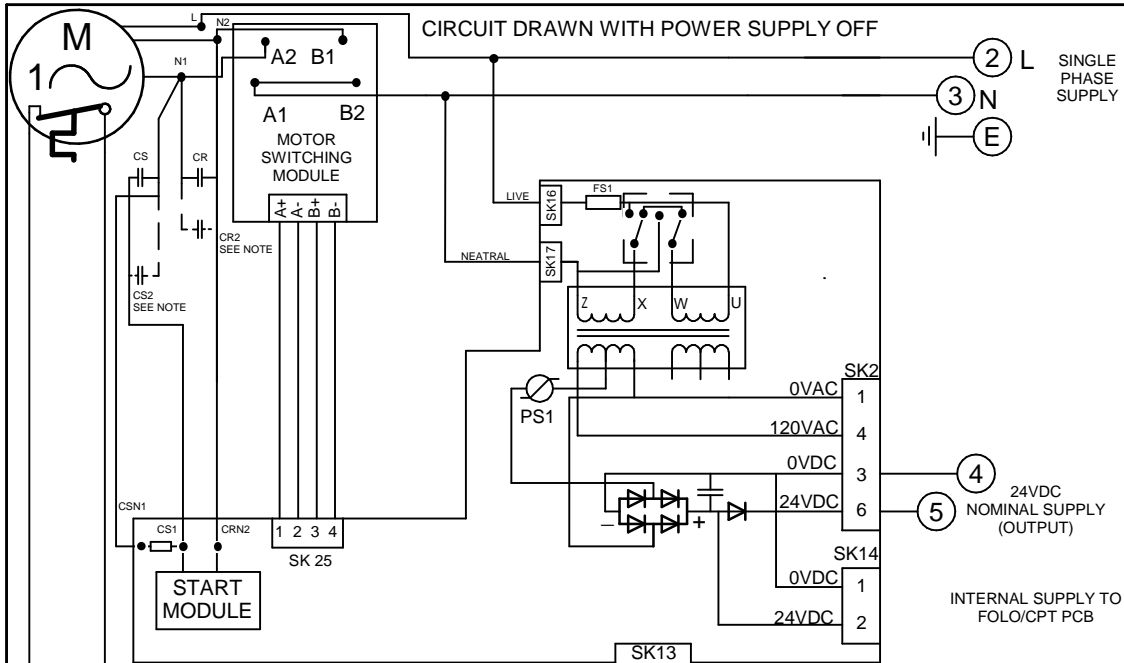 CIRCUIT DRAWN WITH POWER SUPPLY OFF
L
N2
M
1
N1
A2
B1
A1
B2
MOTOR
SWITCHING
MODULE
2
L
SINGLE
PHASE
SUPPLY
3
N
E
CS
CR
A+
A-
B+
B-
LIVE
SK16
FS1
CR2
SEE NOTE
NEATRAL
SK17
CS2
SEE NOTE
Z
X
W
U
PS1
SK2
0VAC
1
120VAC
4
0VDC
3
4
24VDC
6
5
24VDC
NOMINAL SUPPLY
(OUTPUT)
–
+
CSN1
CS1
CRN2
1 2 3 4
SK 25
START
MODULE
SK14
0VDC
1
24VDC
2
INTERNAL SUPPLY TO
FOLO/CPT PCB
SK13